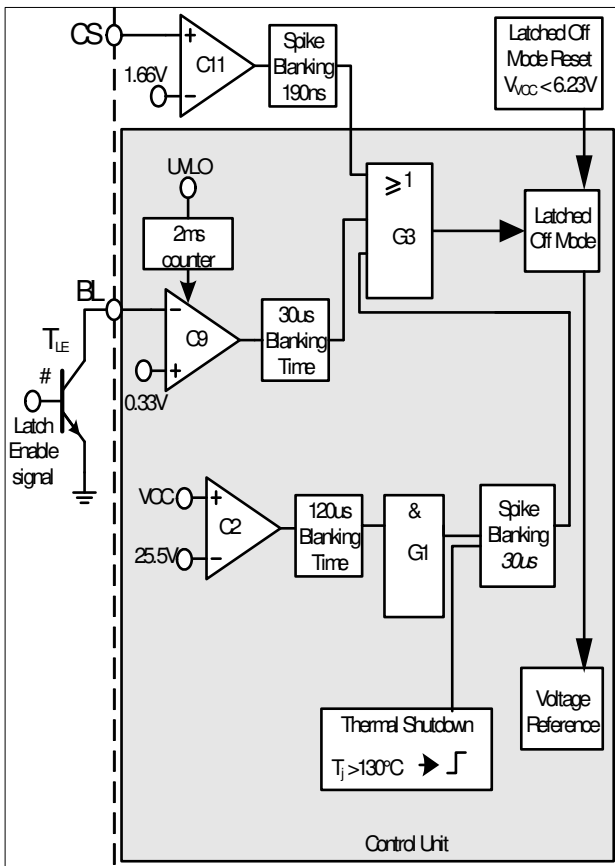 CS
+
1.66V
−
C11
Spike
Blanking
190ns
Latched Off
Mode Reset
VVCC < 6.23V
UVLO
2ms
counter
BL
−
C9
+
0.33V
30us
Blanking
Time
≥1
G3
Latched
Off Mode
TLE
#
Latch
Enable
signal
VCC
+
25.5V
−
C2
120us
Blanking
Time
&
G1
Spike
Blanking
30us
Voltage
Reference
Thermal Shutdown
Tj >130°C
Control Unit